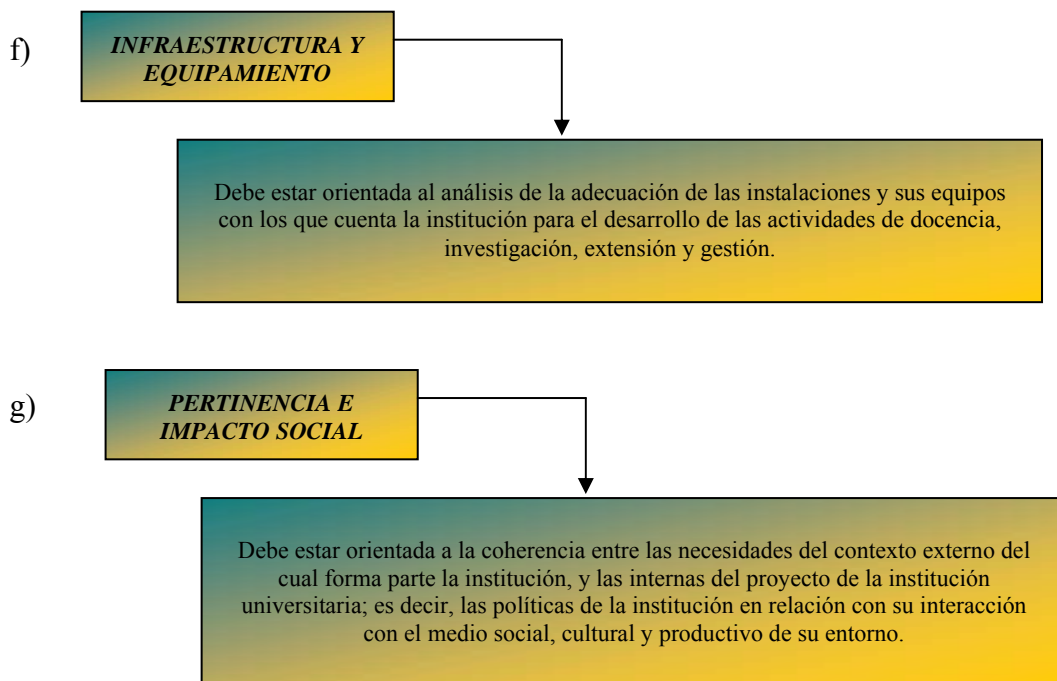 f)
INFRAESTRUCTURA Y
EQUIPAMIENTO
Debe estar orientada al análisis de la adecuación de las instalaciones y sus equipos
con los que cuenta la institución para el desarrollo de las actividades de docencia,
investigación, extensión y gestión.
g)
PERTINENCIA E
IMPACTO SOCIAL
Debe estar orientada a la coherencia entre las necesidades del contexto externo del
cual forma parte la institución, y las internas del proyecto de la institución
universitaria; es decir, las políticas de la institución en relación con su interacción
con el medio social, cultural y productivo de su entorno.